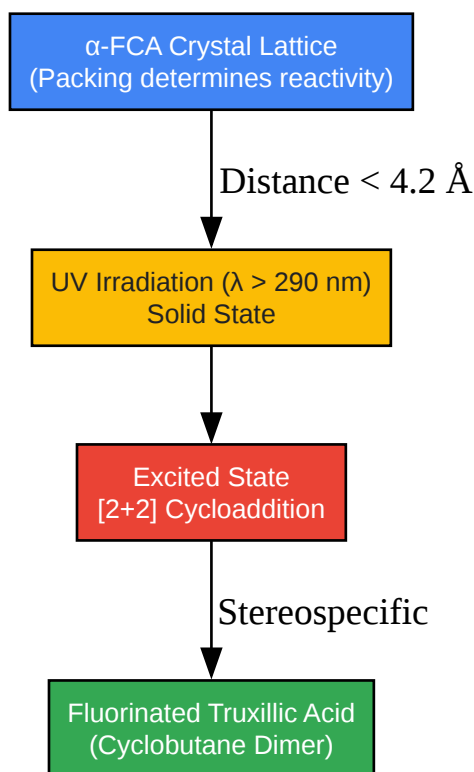 α-FCA Crystal Lattice
(Packing determines reactivity)
Distance < 4.2 Å
UV Irradiation (λ > 290 nm)
Solid State
Excited State
[2+2] Cycloaddition
Stereospecific
Fluorinated Truxillic Acid
(Cyclobutane Dimer)